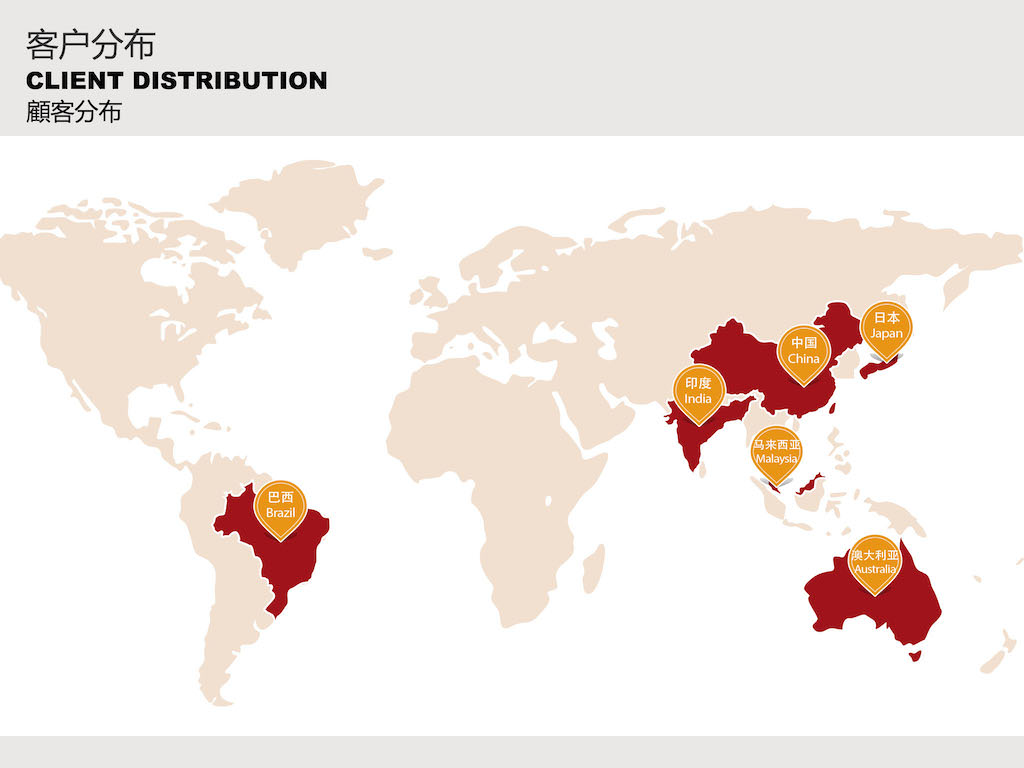 客户分布
CLIENT DISTRIBUTION
顧客分布
日本
Japan
中国
China
印度
India
马来西亚
Malaysia
巴西
Brazil
澳大利亚
Australia